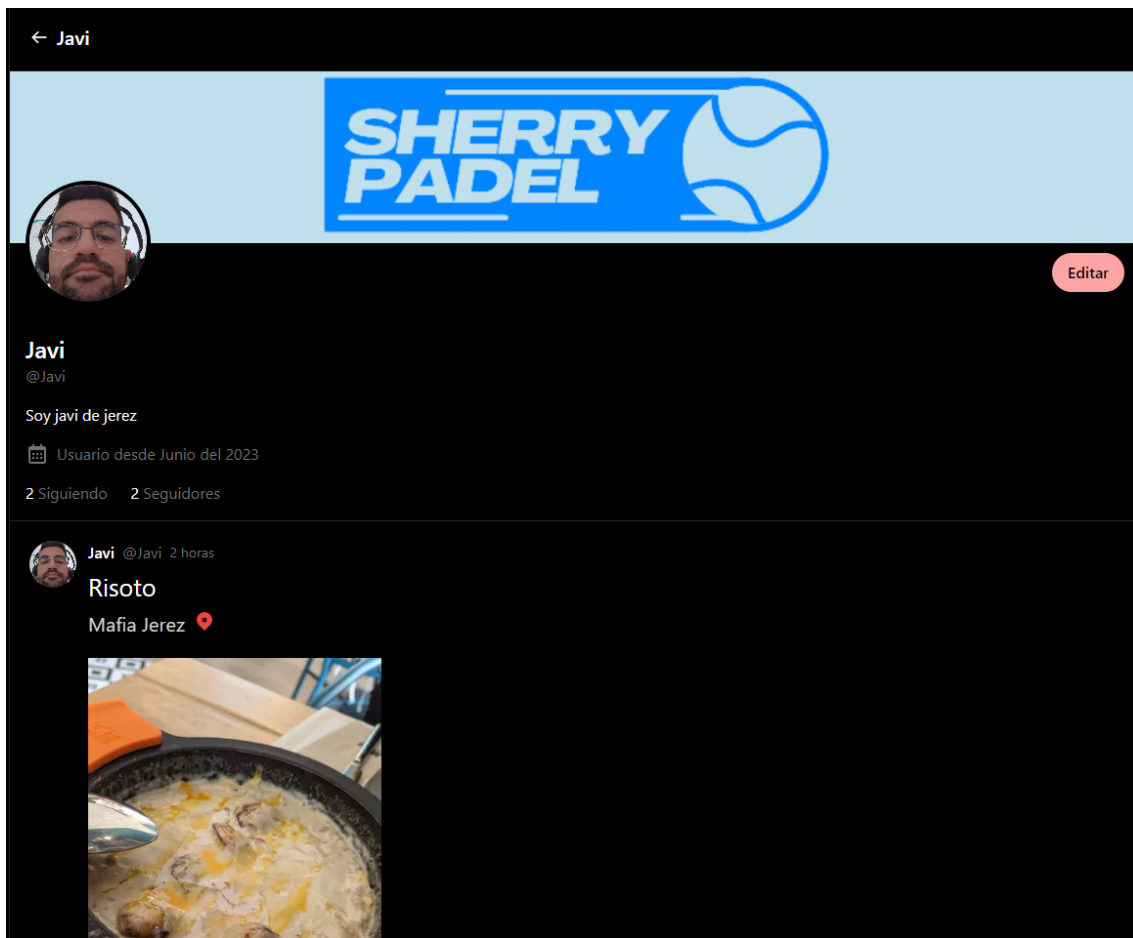 ← Javi
SHERRY
PADEL
Editar
Javi
@Javi
Soy javi de jerez
Usuario desde Junio del 2023
2 Siguiendo 2 Seguidores
Javi @Javi 2 horas
Risoto
Mafia Jerez